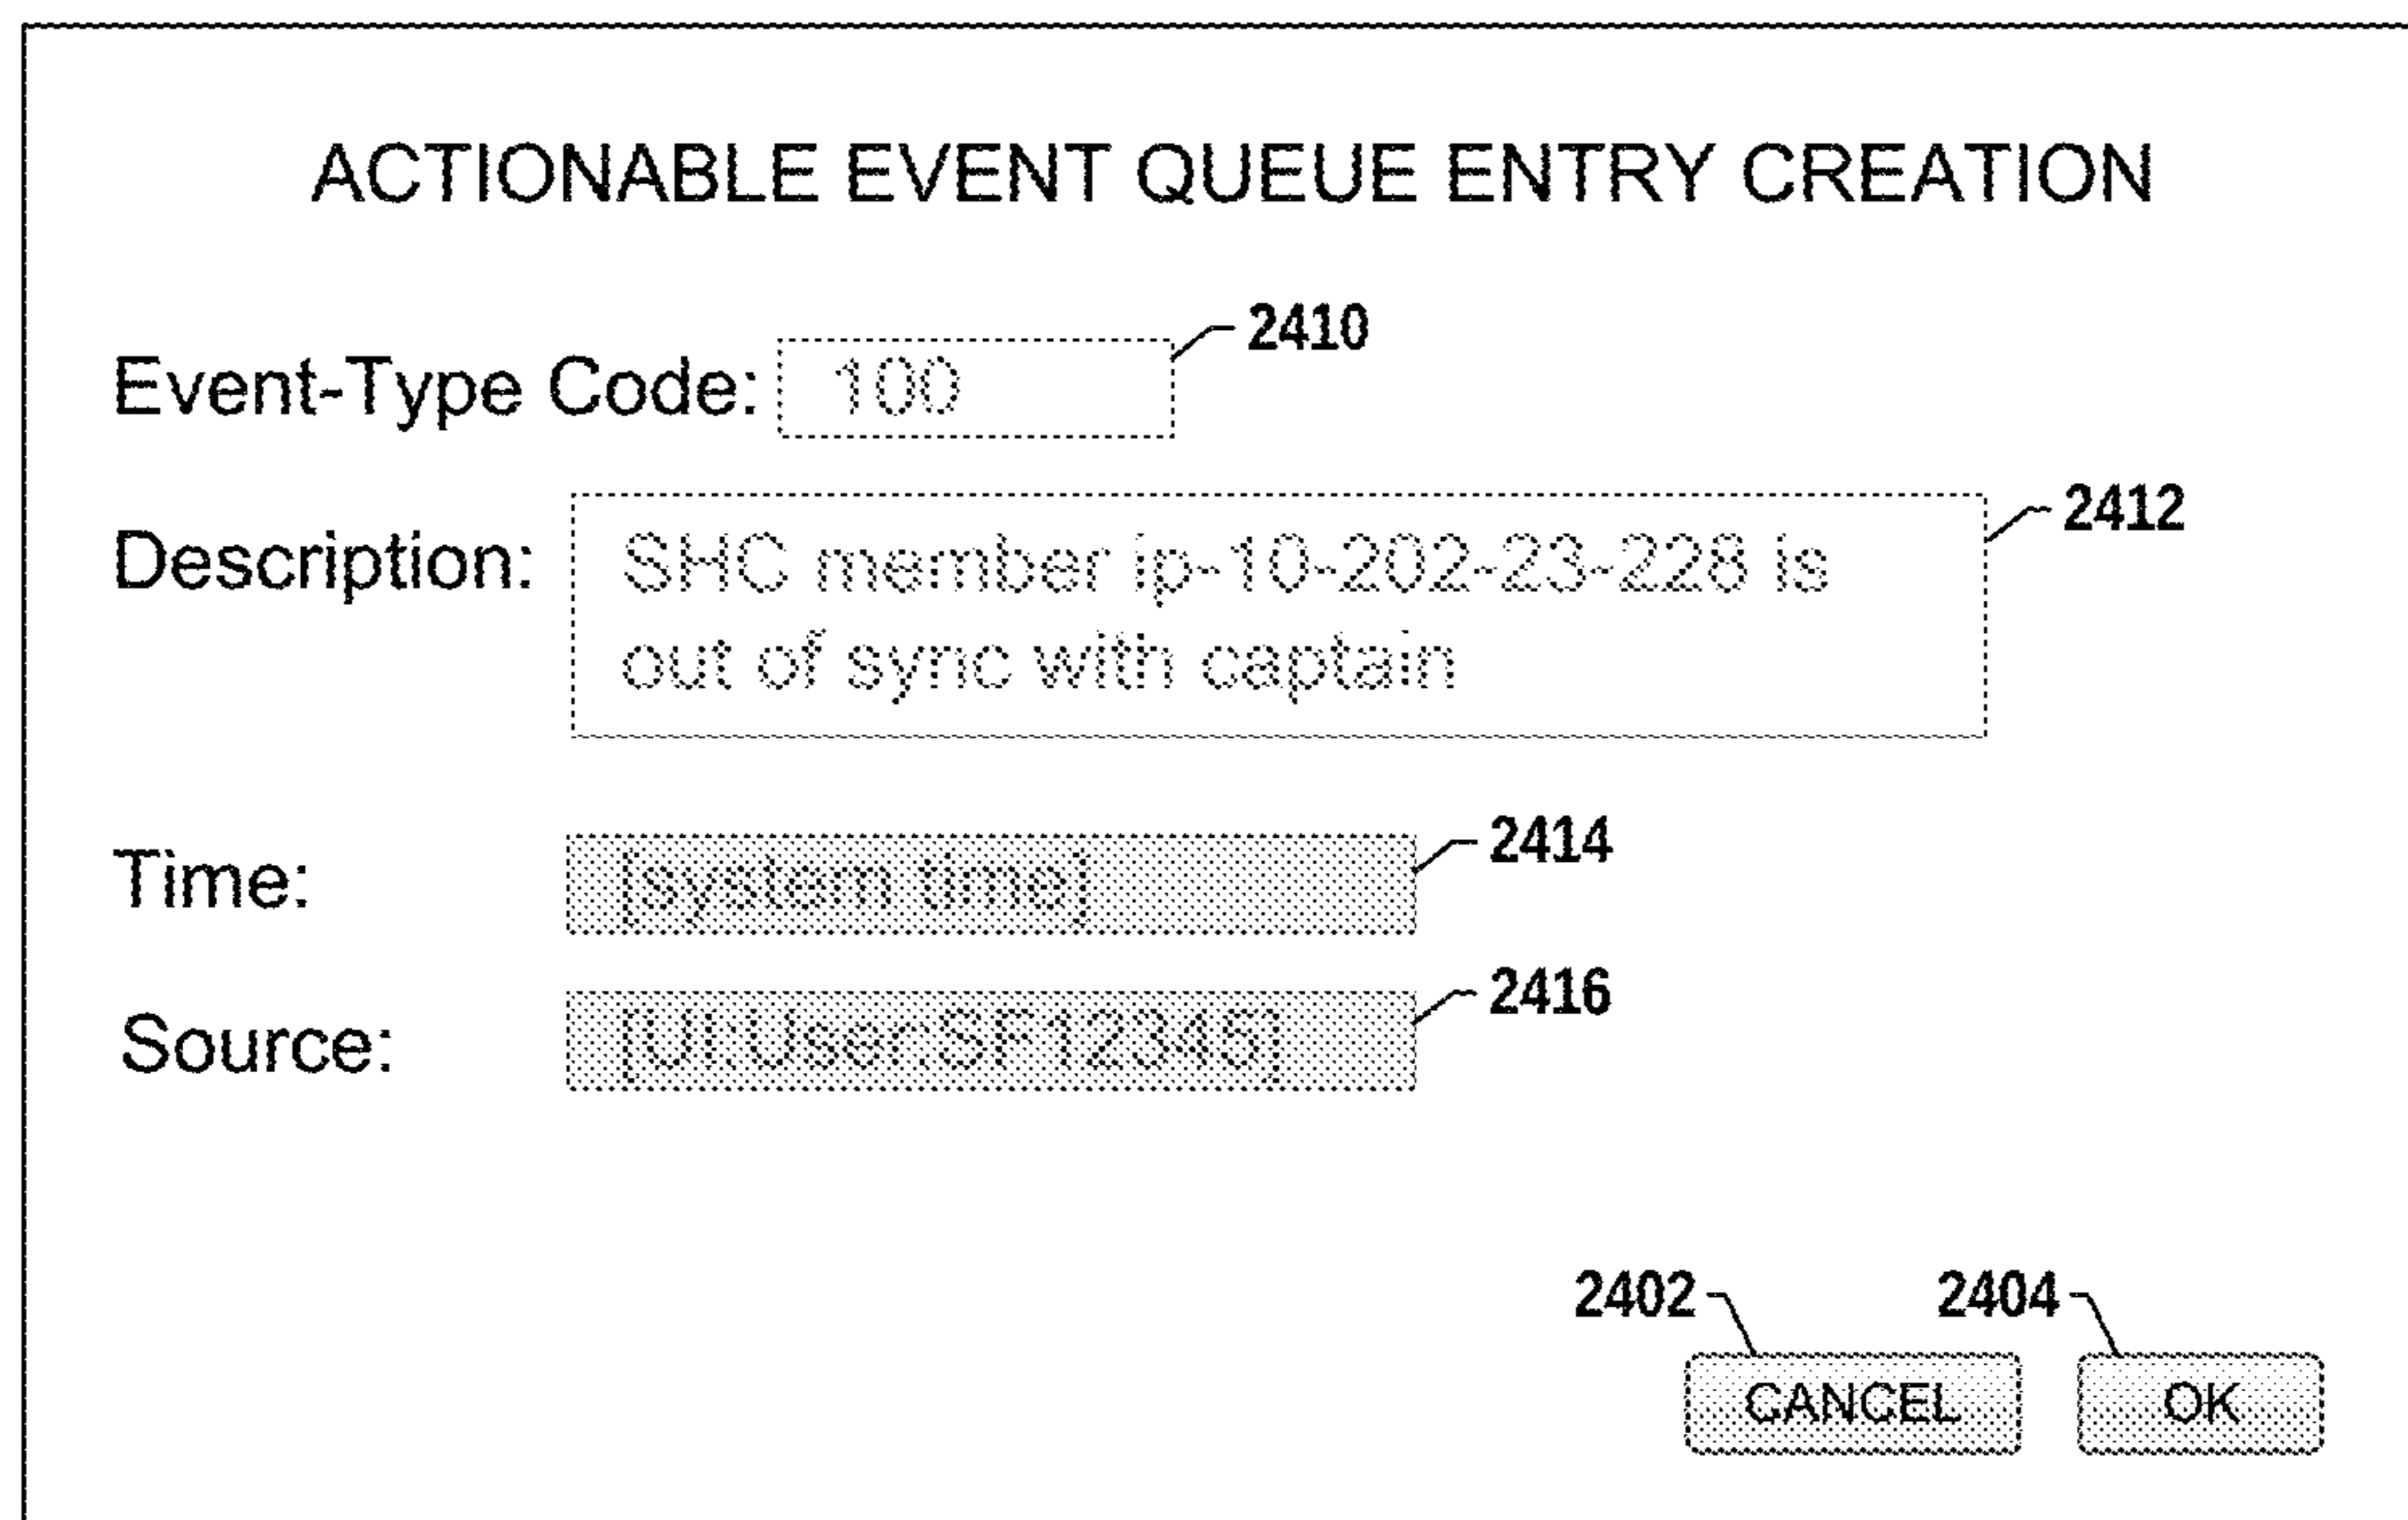 ACTIONABLE EVENT QUEUE ENTRY CREATION
Event-Type Code: 100 2410
Description: SHC member ip-10-202-23-228 is 2412
out of sync with captain
Time: [system time] 2414
Source: [UI:User:SF12345] 2416
2402 2404
CANCEL OK